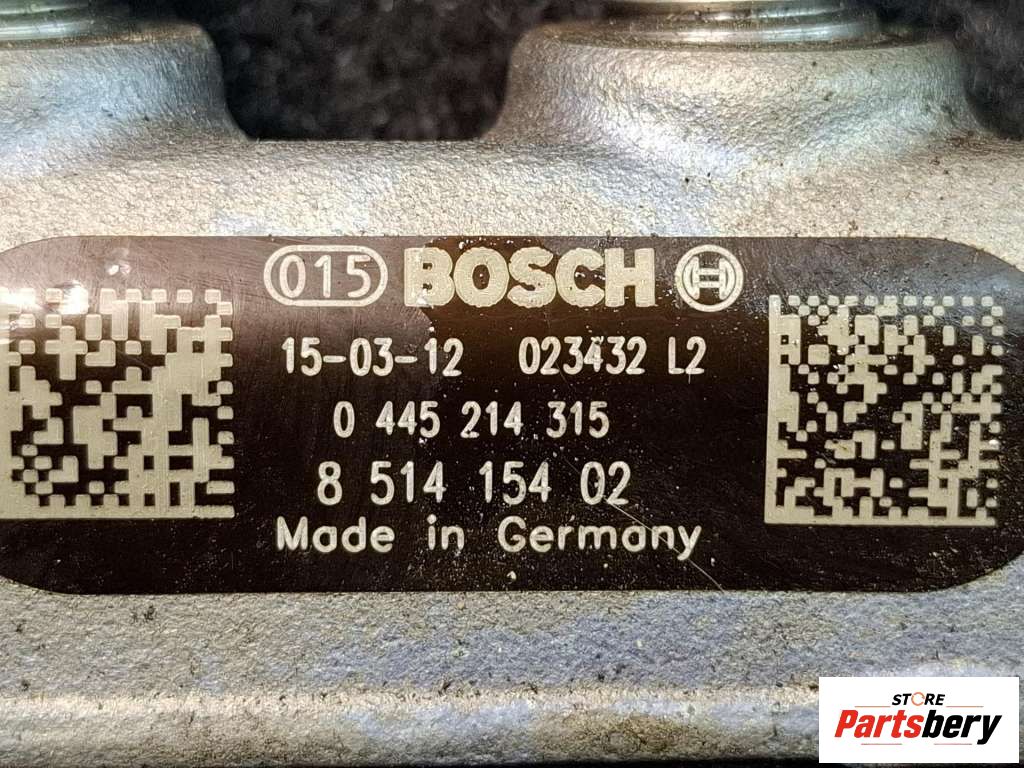 015 BOSCH
15-03-12 023432 L2
0 445 214 315
8 514 154 02
Made in Germany
STORE
Partsbery